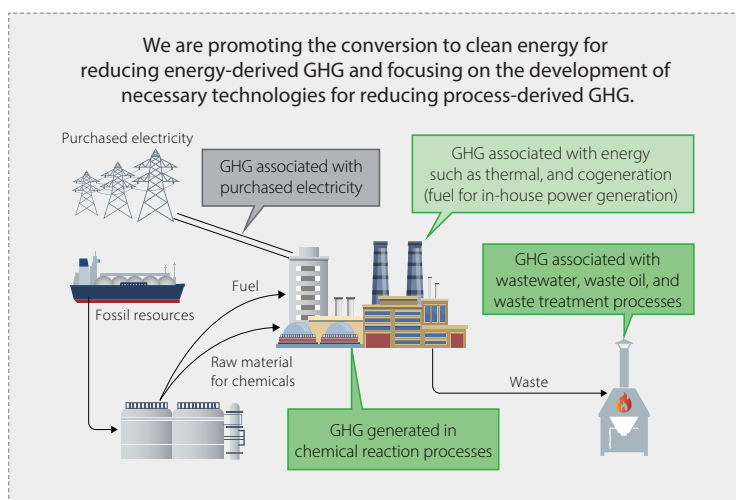 We are promoting the conversion to clean energy for
reducing energy-derived GHG and focusing on the development of
necessary technologies for reducing process-derived GHG.
Purchased electricity
GHG associated with
purchased electricity
GHG associated with energy
such as thermal, and cogeneration
(fuel for in-house power generation)
GHG associated with
wastewater, waste oil, and
waste treatment processes
Fuel
Fossil resources
Raw material
for chemicals
Waste
GHG generated in
chemical reaction processes